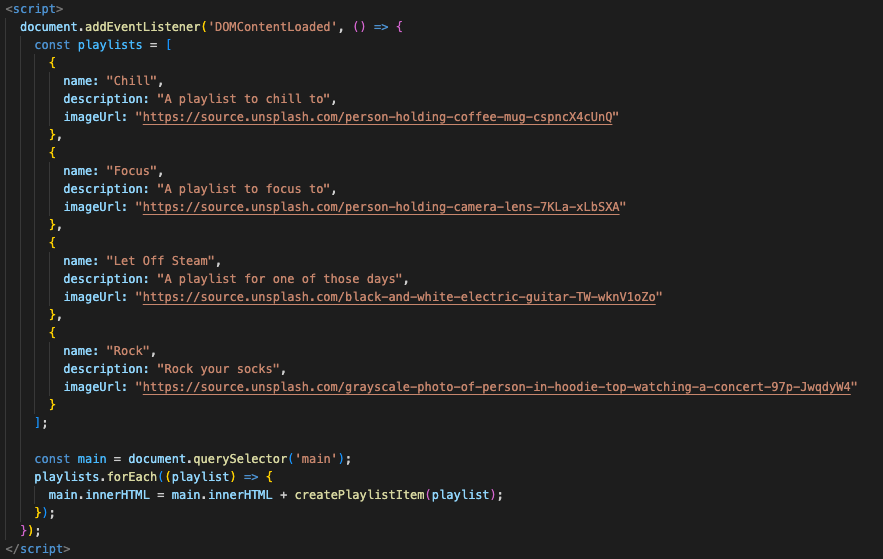 <script>
document.addEventListener('DOMContentLoaded', () => {
const playlists = [
{
name: "Chill",
description: "A playlist to chill to",
imageUrl: "https://source.unsplash.com/person-holding-coffee-mug-cspncX4cUnQ"
},
{
name: "Focus",
description: "A playlist to focus to",
imageUrl: "https://source.unsplash.com/person-holding-camera-lens-7KLa-xLbSXA"
},
{
name: "Let Off Steam",
description: "A playlist for one of those days",
imageUrl: "https://source.unsplash.com/black-and-white-electric-guitar-TW-wknV1oZo"
},
{
name: "Rock",
description: "Rock your socks",
imageUrl: "https://source.unsplash.com/grayscale-photo-of-person-in-hoodie-top-watching-a-concert-97p-JwqdyW4"
}
];
const main = document.querySelector('main');
playlists.forEach((playlist) => {
main.innerHTML = main.innerHTML + createPlaylistItem(playlist);
});
});
</script>